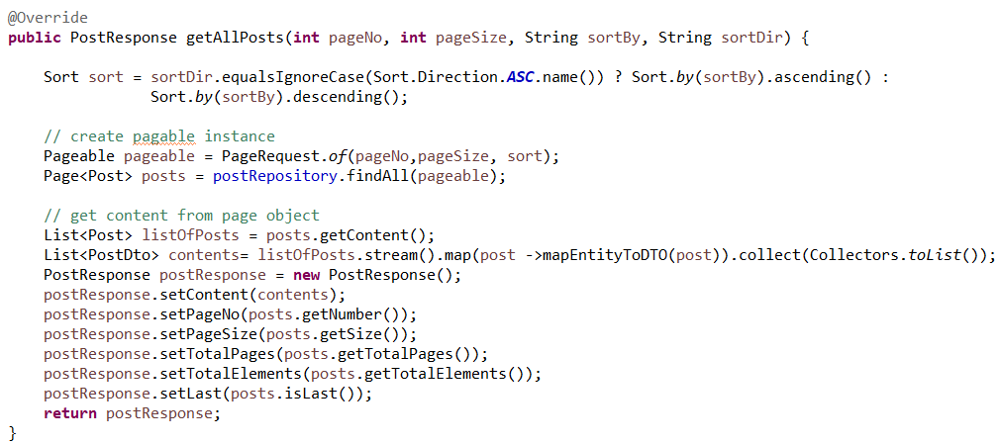 @Override
public PostResponse getAllPosts(int pageNo, int pageSize, String sortBy, String sortDir) {
Sort sort = sortDir.equalsIgnoreCase(Sort.Direction.ASC.name()) ? Sort.by(sortBy).ascending() :
Sort.by(sortBy).descending();
// create pagable instance
Pageable pageable = PageRequest.of(pageNo,pageSize, sort);
Page<Post> posts = postRepository.findAll(pageable);
// get content from page object
List<Post> listOfPosts = posts.getContent();
List<PostDto> contents= listOfPosts.stream().map(post ->mapEntityToDTO(post)).collect(Collectors.toList());
PostResponse postResponse = new PostResponse();
postResponse.setContent(contents);
postResponse.setPageNo(posts.getNumber());
postResponse.setPageSize(posts.getSize());
postResponse.setTotalPages(posts.getTotalPages());
postResponse.setTotalElements(posts.getTotalElements());
postResponse.setLast(posts.isLast());
return postResponse;
}